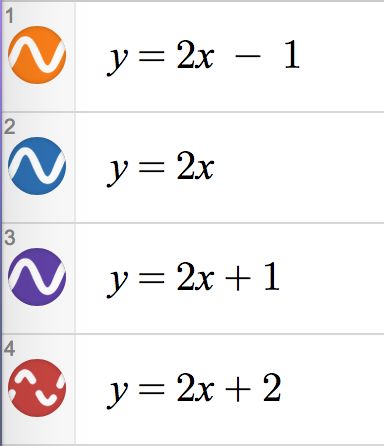 1
y = 2x − 1
2
y = 2x
3
y = 2x + 1
4
y = 2x + 2